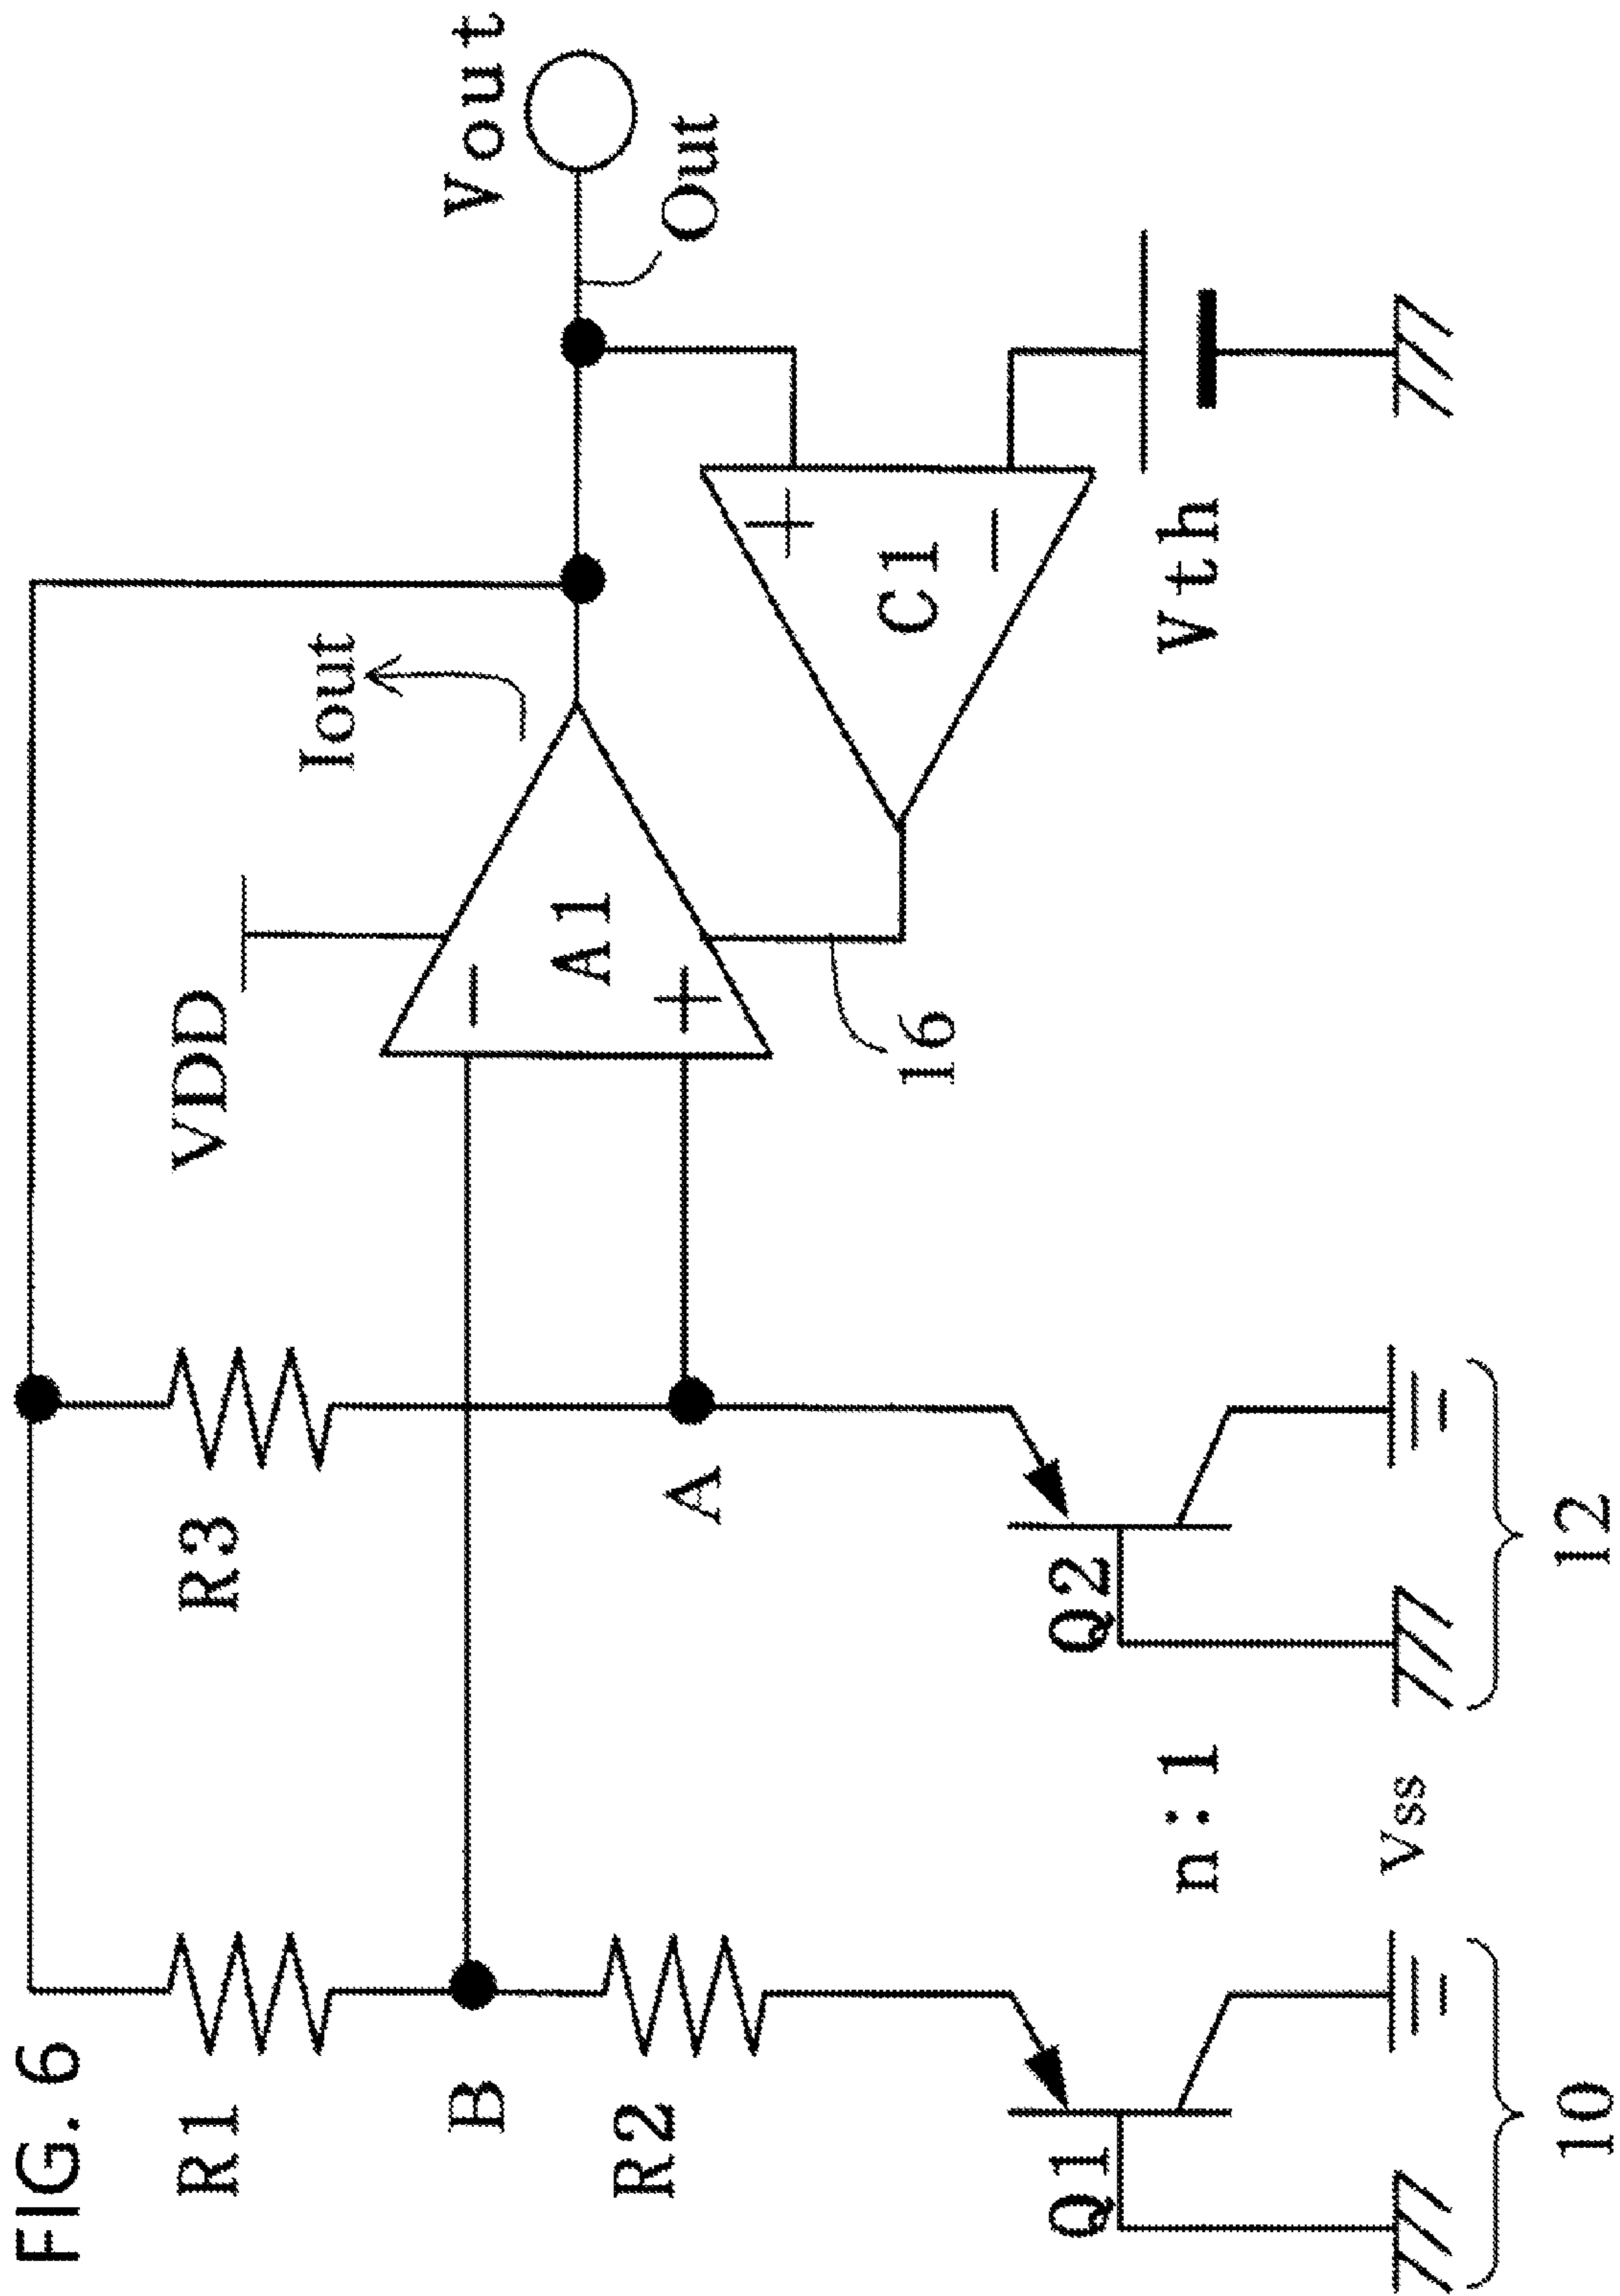 FIG. 6
R1
R3
VDD
Iout
Vout
B
−
A1
+
Out
R2
A
16
+
C1
−
Q1
Q2
n:1
Vth
Vss
10
12